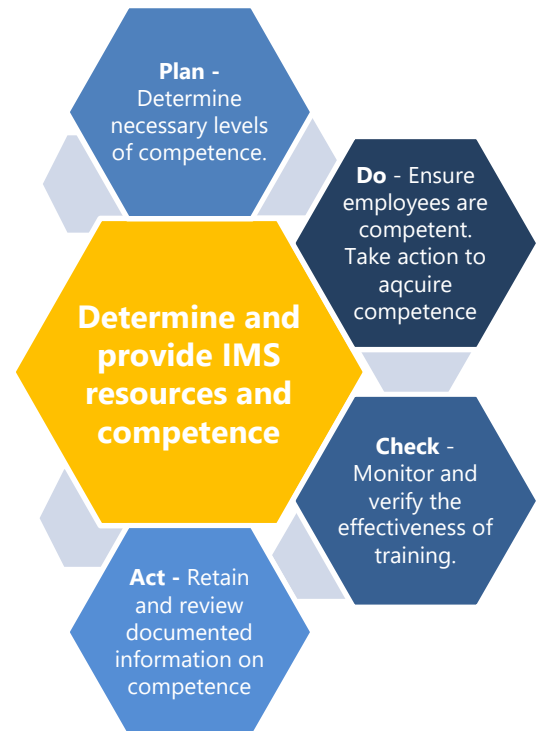 Plan -
Determine
necessary levels
of competence.
Do - Ensure
employees are
competent.
Take action to
aqcuire
competence
Determine and
provide IMS
resources and
competence
Check -
Monitor and
verify the
effectiveness of
training.
Act - Retain
and review
documented
information on
competence